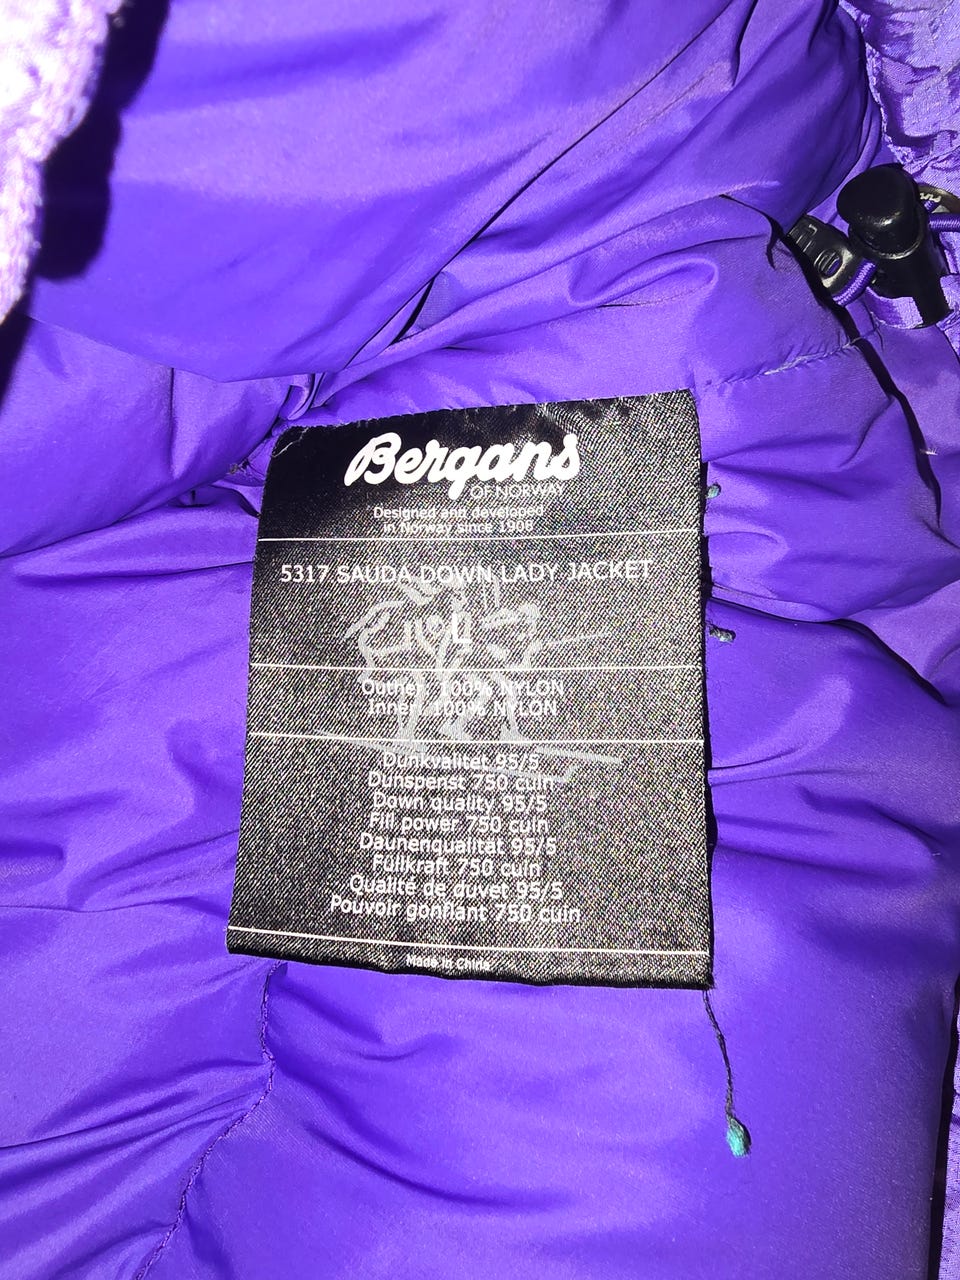 Bergans
OF NORWAY
Designed and developed
in Norway since 1908
5317 SAUDA DOWN LADY JACKET
L
Outher: 100% NYLON
Inner: 100% NYLON
Dunkvalitet 95/5
Dunspenst 750 cuin
Down quality 95/5
Fill power 750 cuin
Daunenqualität 95/5
Füllkraft 750 cuin
Qualité de duvet 95/5
Pouvoir gonflant 750 cuin
Made in China